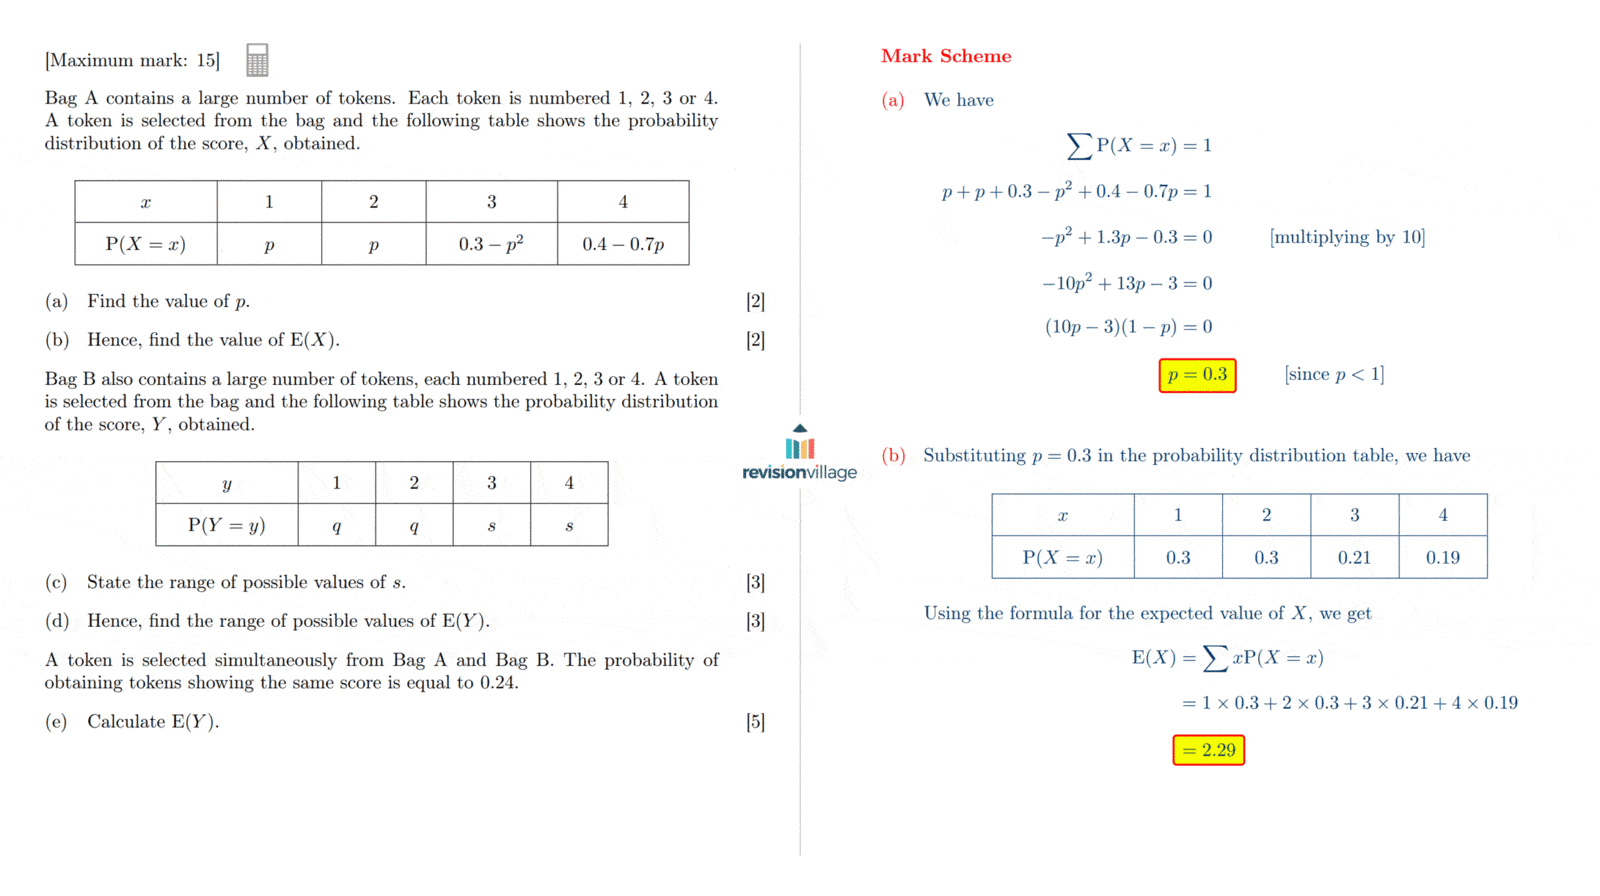 [Maximum mark: 15]
Bag A contains a large number of tokens. Each token is numbered 1, 2, 3 or 4.
A token is selected from the bag and the following table shows the probability
distribution of the score, X, obtained.
x 1 2 3 4
P(X = x) p p 0.3 − p² 0.4 − 0.7p
(a) Find the value of p. [2]
(b) Hence, find the value of E(X). [2]
Bag B also contains a large number of tokens, each numbered 1, 2, 3 or 4. A token
is selected from the bag and the following table shows the probability distribution
of the score, Y, obtained.
y 1 2 3 4
P(Y = y) q q s s
(c) State the range of possible values of s. [3]
(d) Hence, find the range of possible values of E(Y). [3]
A token is selected simultaneously from Bag A and Bag B. The probability of
obtaining tokens showing the same score is equal to 0.24.
(e) Calculate E(Y). [5]
revisionvillage
Mark Scheme
(a) We have
∑ P(X = x) = 1
p + p + 0.3 − p² + 0.4 − 0.7p = 1
−p² + 1.3p − 0.3 = 0 [multiplying by 10]
−10p² + 13p − 3 = 0
(10p − 3)(1 − p) = 0
p = 0.3 [since p < 1]
(b) Substituting p = 0.3 in the probability distribution table, we have
x 1 2 3 4
P(X = x) 0.3 0.3 0.21 0.19
Using the formula for the expected value of X, we get
E(X) = ∑ xP(X = x)
= 1 × 0.3 + 2 × 0.3 + 3 × 0.21 + 4 × 0.19
= 2.29